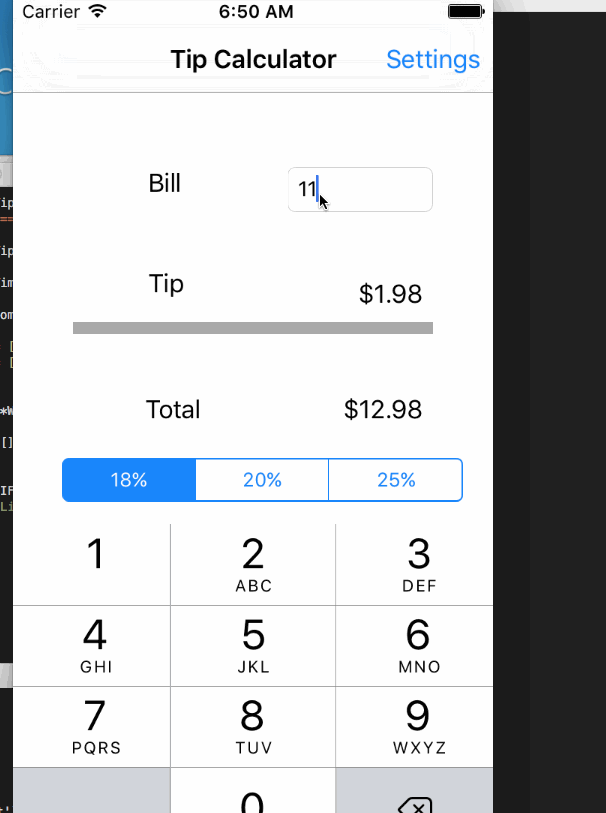 Carrier 6:50 AM
Tip Calculator Settings
Bill 11
Tip $1.98
Total $12.98
18% 20% 25%
1 2 3
ABC DEF
4 5 6
GHI JKL MNO
7 8 9
PQRS TUV WXYZ
0